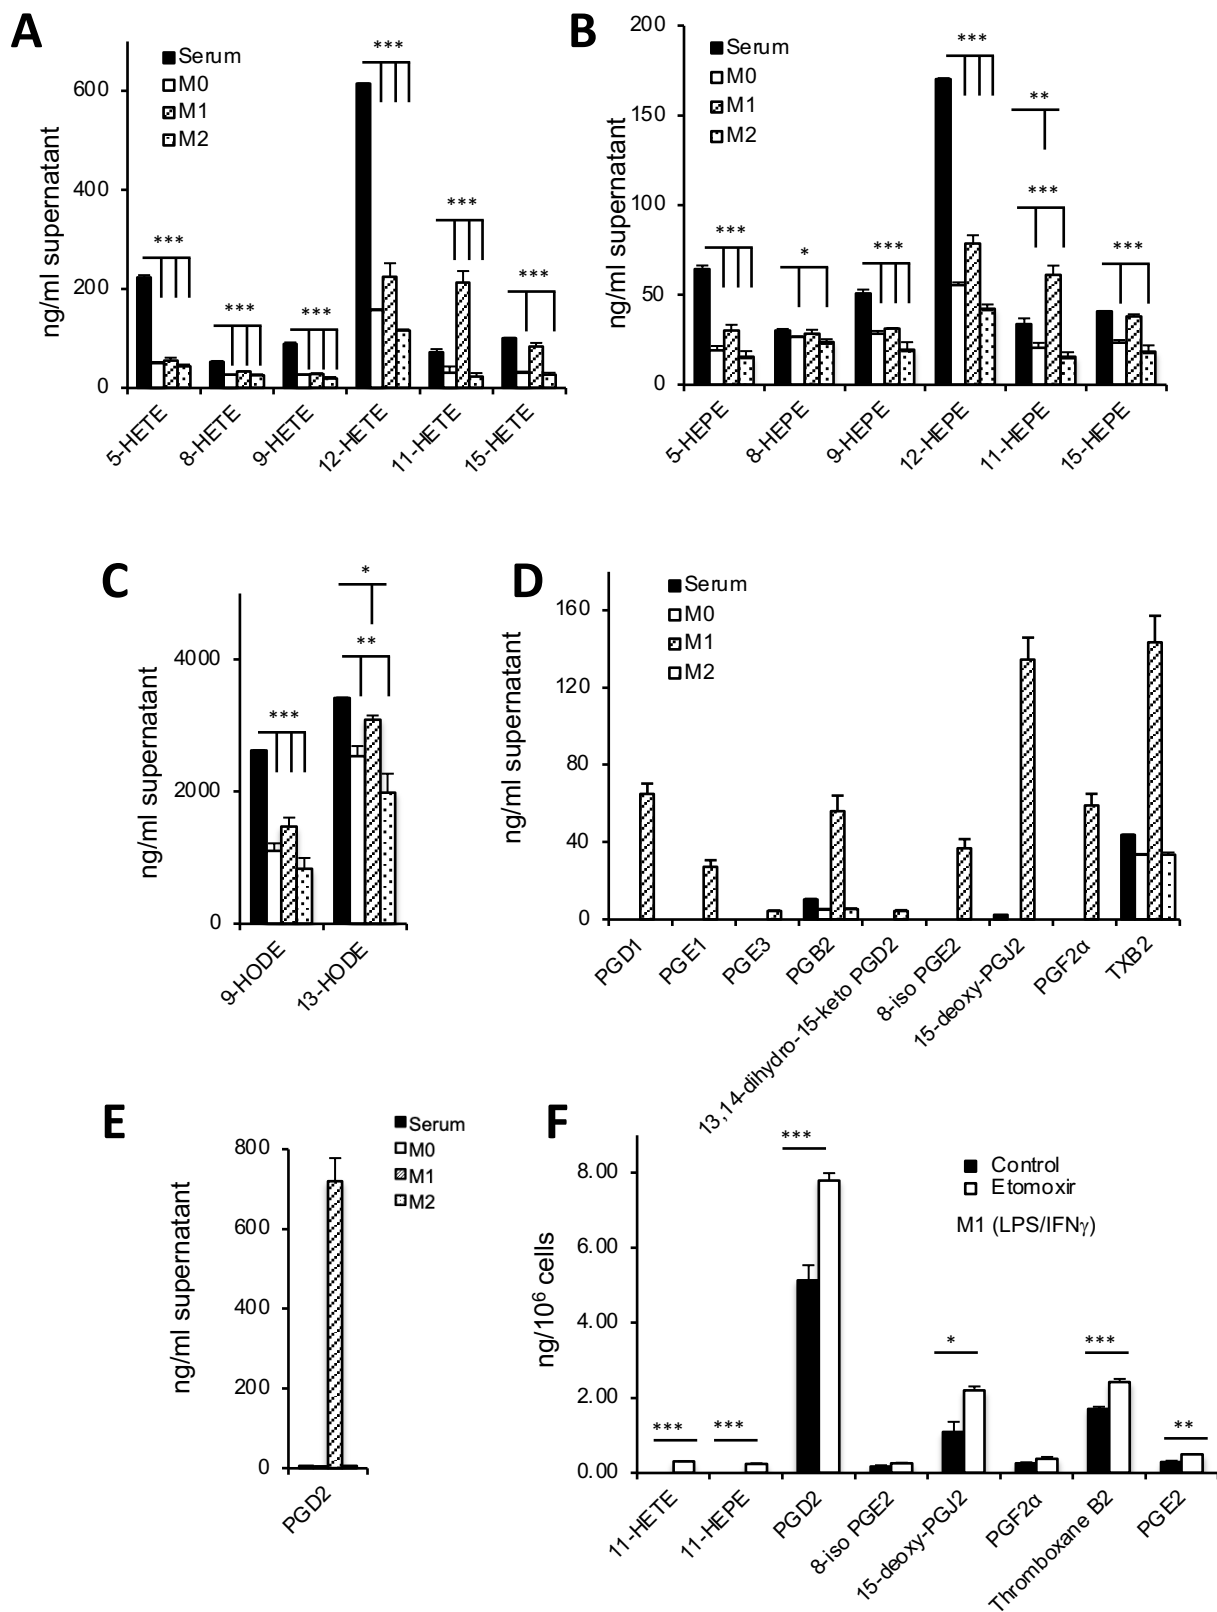 A
ng/ml supernatant
600
400
200
0
Serum
M0
M1
M2
***
***
***
***
***
***
5-HETE
8-HETE
9-HETE
12-HETE
11-HETE
15-HETE
B
ng/ml supernatant
200
150
100
50
0
Serum
M0
M1
M2
***
*
***
***
**
***
***
5-HEPE
8-HEPE
9-HEPE
12-HEPE
11-HEPE
15-HEPE
C
ng/ml supernatant
4000
2000
0
***
*
**
9-HODE
13-HODE
D
ng/ml supernatant
160
120
80
40
0
Serum
M0
M1
M2
PGD1
PGE1
PGE3
PGB2
13,14-dihydro-15-keto PGD2
8-iso PGE2
15-deoxy-PGJ2
PGF2α
TXB2
E
ng/ml supernatant
800
600
400
200
0
Serum
M0
M1
M2
PGD2
F
ng/10⁶ cells
8.00
6.00
4.00
2.00
0.00
Control
Etomoxir
M1 (LPS/IFNγ)
***
***
***
*
***
**
11-HETE
11-HEPE
PGD2
8-iso PGE2
15-deoxy-PGJ2
PGF2α
Thromboxane B2
PGE2